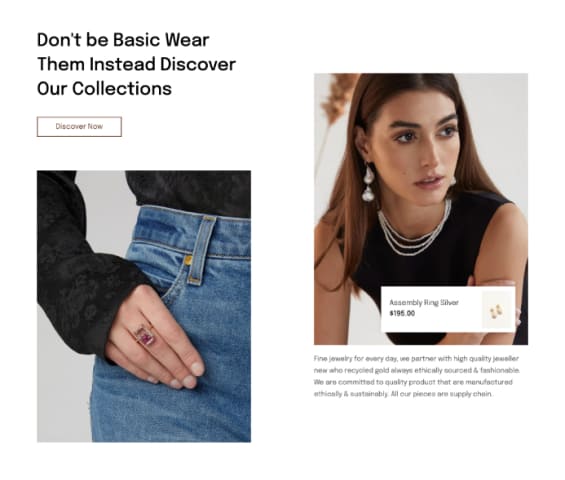 Don't be Basic Wear
Them Instead Discover
Our Collections
Discover Now
Assembly Ring Silver
$195.00
Fine jewelry for every day, we partner with high quality jeweller
new who recycled gold always ethically sourced & fashionable.
We are committed to quality product that are manufactured
ethically & sustainably. All our pieces are supply chain.